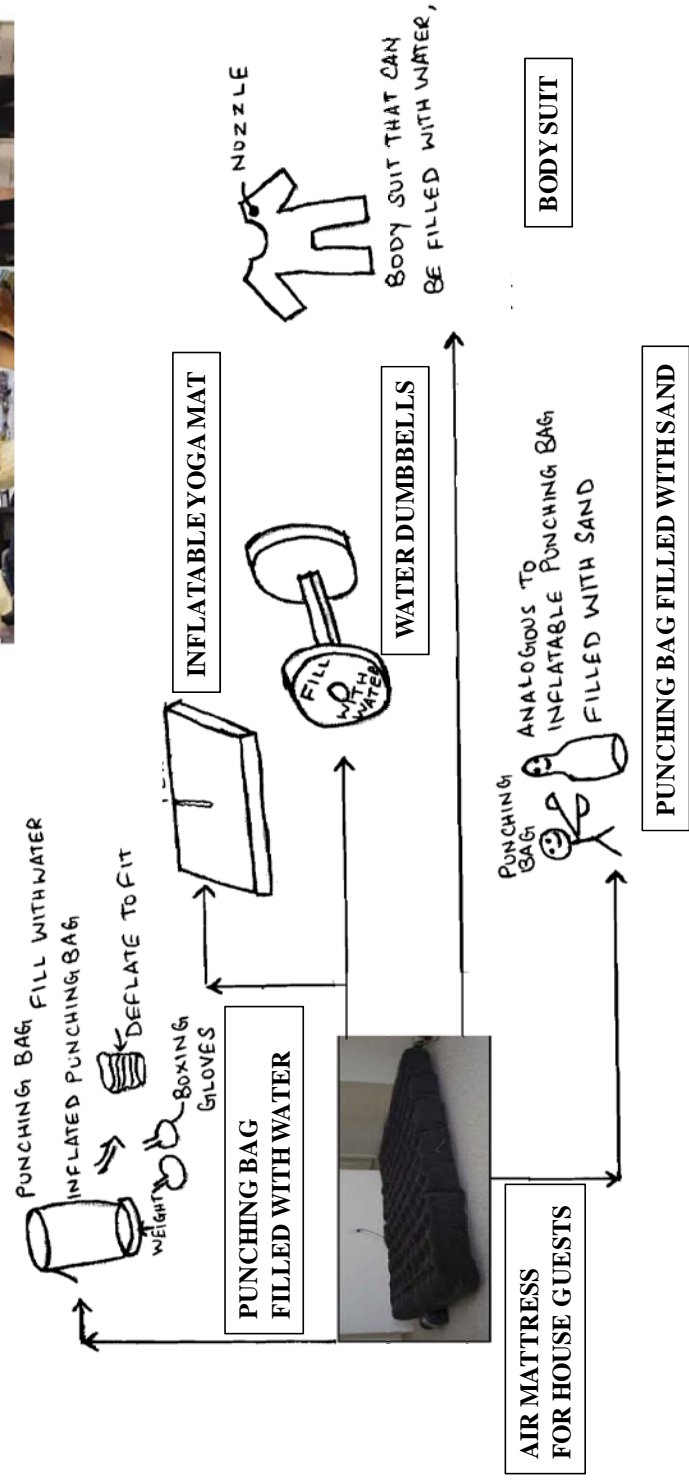 PUNCHING BAG FILL WITH WATER
INFLATED PUNCHING BAG
DEFLATE TO FIT
WEIGHT
BOXING
GLOVES
PUNCHING BAG
FILLED WITH WATER
INFLATABLE YOGA MAT
FILL
WITH
WATER
WATER DUMBBELLS
NOZZLE
BODY SUIT THAT CAN
BE FILLED WITH WATER,
BODY SUIT
AIR MATTRESS
FOR HOUSE GUESTS
PUNCHING
BAG
ANALOGIOUS TO
INFLATABLE PUNCHING BAG
FILLED WITH SAND
PUNCHING BAG FILLED WITH SAND